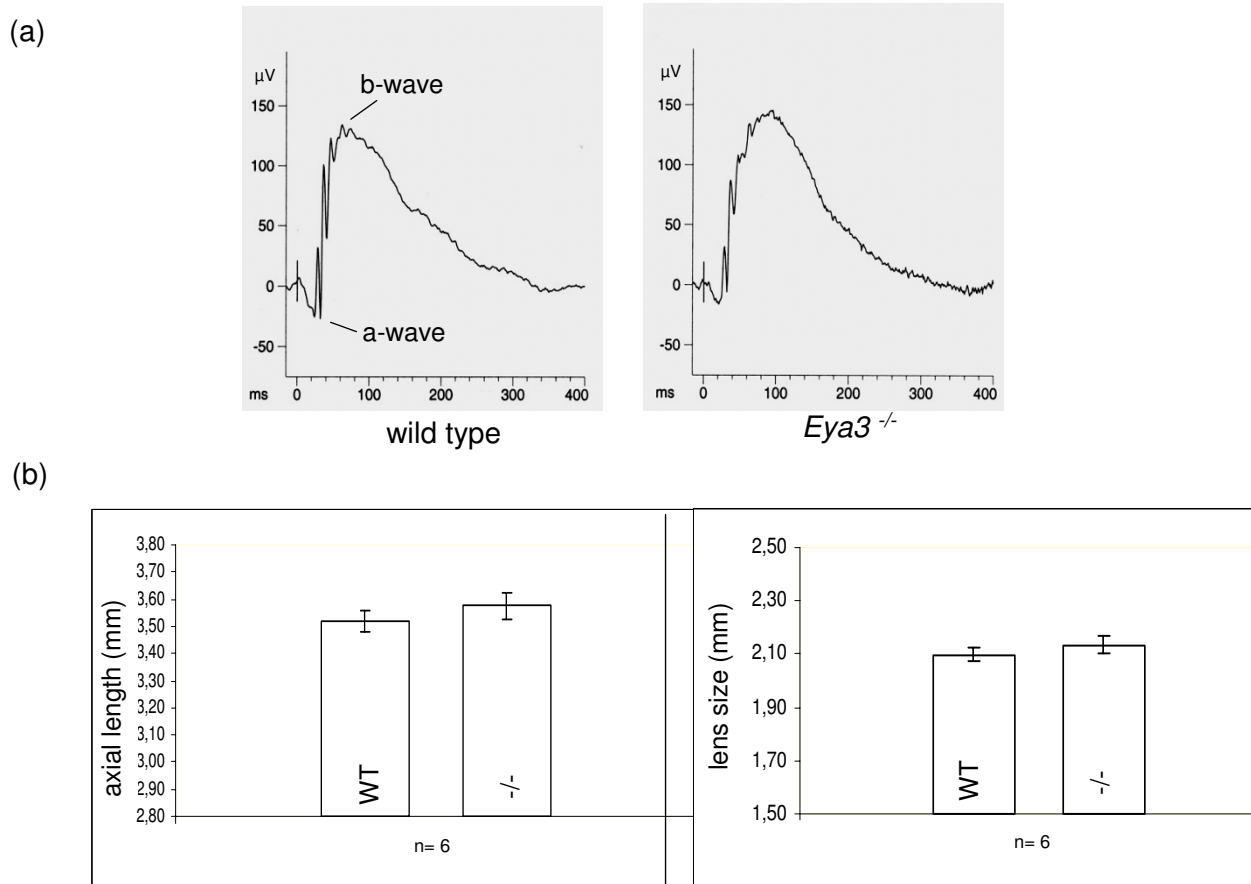 (a)
µV
150
100
50
0
-50
b-wave
a-wave
ms 0 100 200 300 400
wild type
µV
150
100
50
0
-50
ms 0 100 200 300 400
Eya3 -/-
(b)
axial length (mm)
3,80
3,70
3,60
3,50
3,40
3,30
3,20
3,10
3,00
2,90
2,80
WT
-/-
n= 6
lens size (mm)
2,50
2,30
2,10
1,90
1,70
1,50
WT
-/-
n= 6